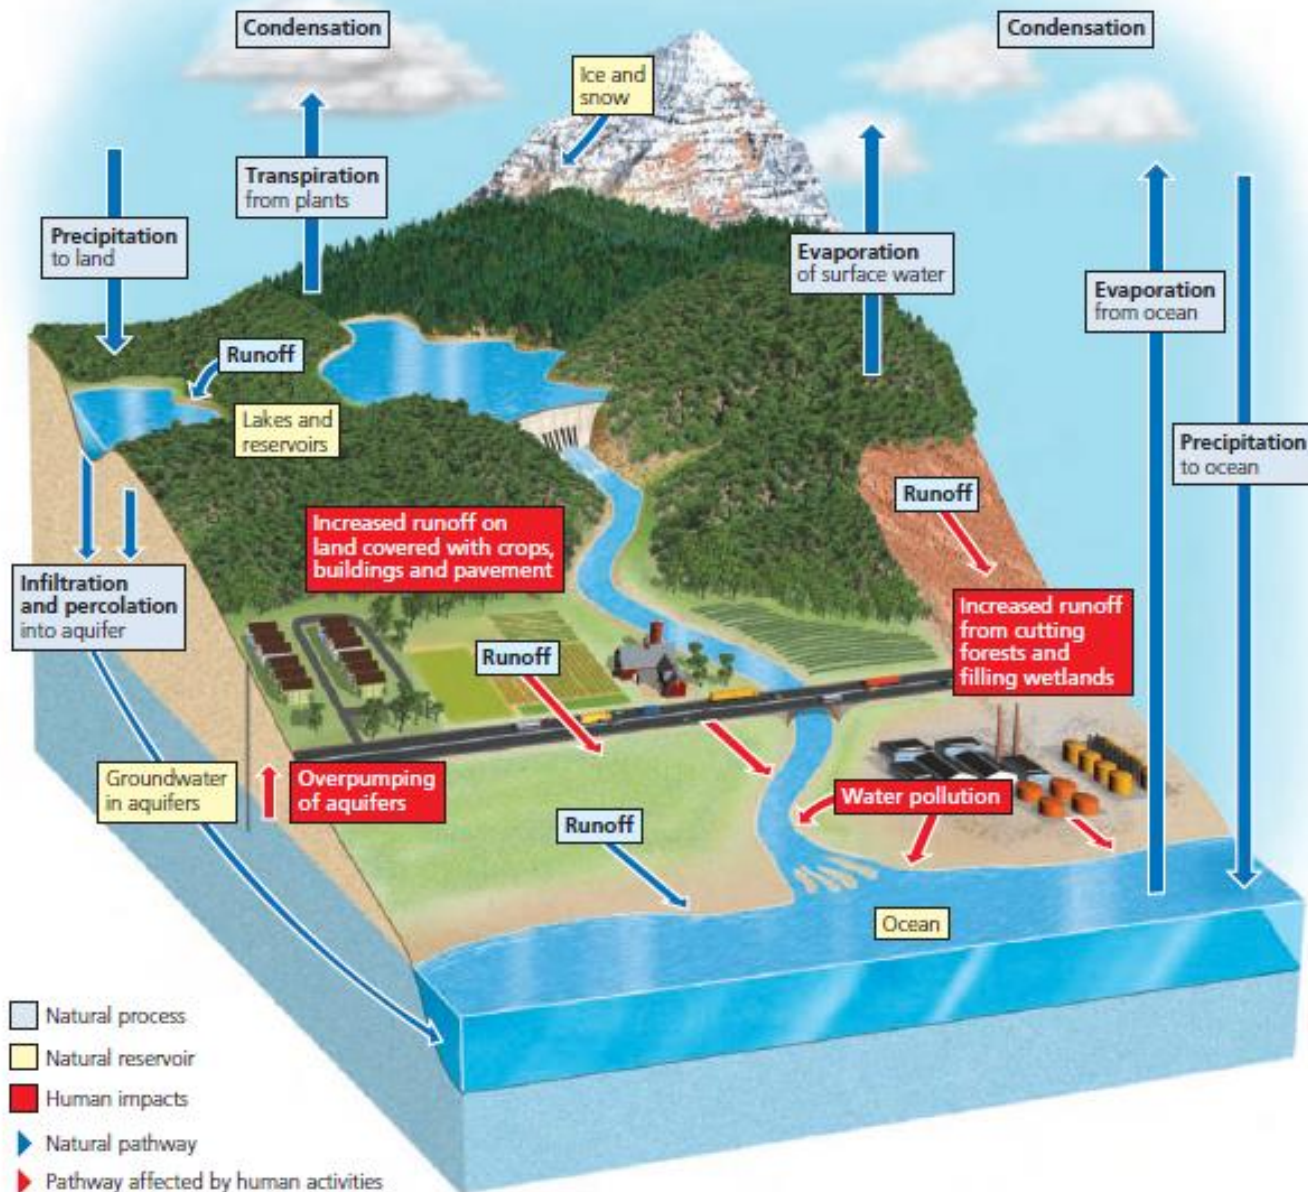 Condensation
Condensation
Ice and
snow
Transpiration
from plants
Precipitation
to land
Evaporation
of surface water
Evaporation
from ocean
Runoff
Lakes and
reservoirs
Precipitation
to ocean
Runoff
Increased runoff on
land covered with crops,
buildings and pavement
Infiltration
and percolation
into aquifer
Increased runoff
from cutting
forests and
filling wetlands
Runoff
Groundwater
in aquifers
Overpumping
of aquifers
Water pollution
Runoff
Ocean
Natural process
Natural reservoir
Human impacts
Natural pathway
Pathway affected by human activities